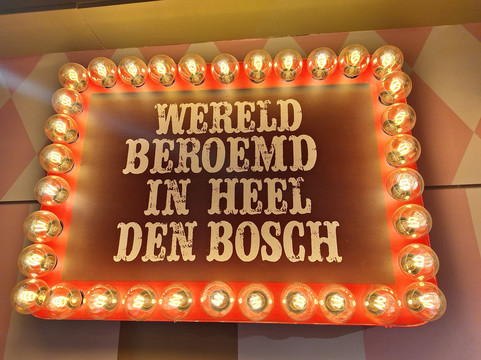 WERELD
BEROEMD
IN HEEL
DEN BOSCH